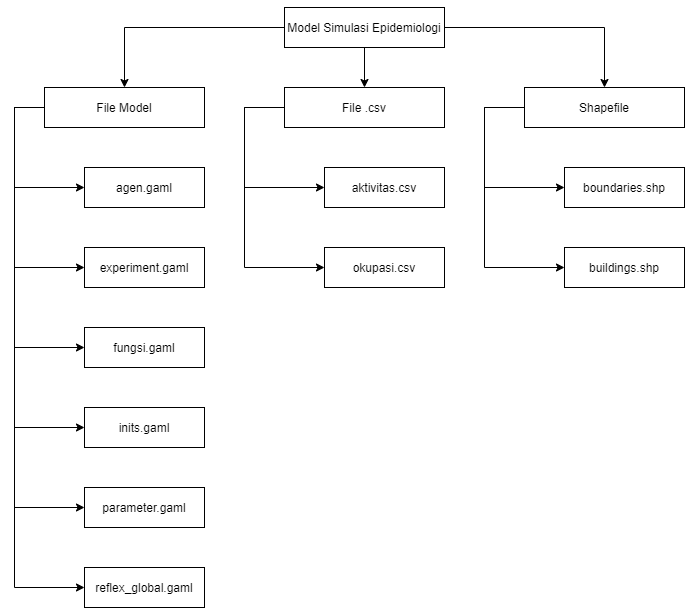 Model Simulasi Epidemiologi
File Model
File .csv
Shapefile
agen.gaml
aktivitas.csv
boundaries.shp
experiment.gaml
okupasi.csv
buildings.shp
fungsi.gaml
inits.gaml
parameter.gaml
reflex_global.gaml